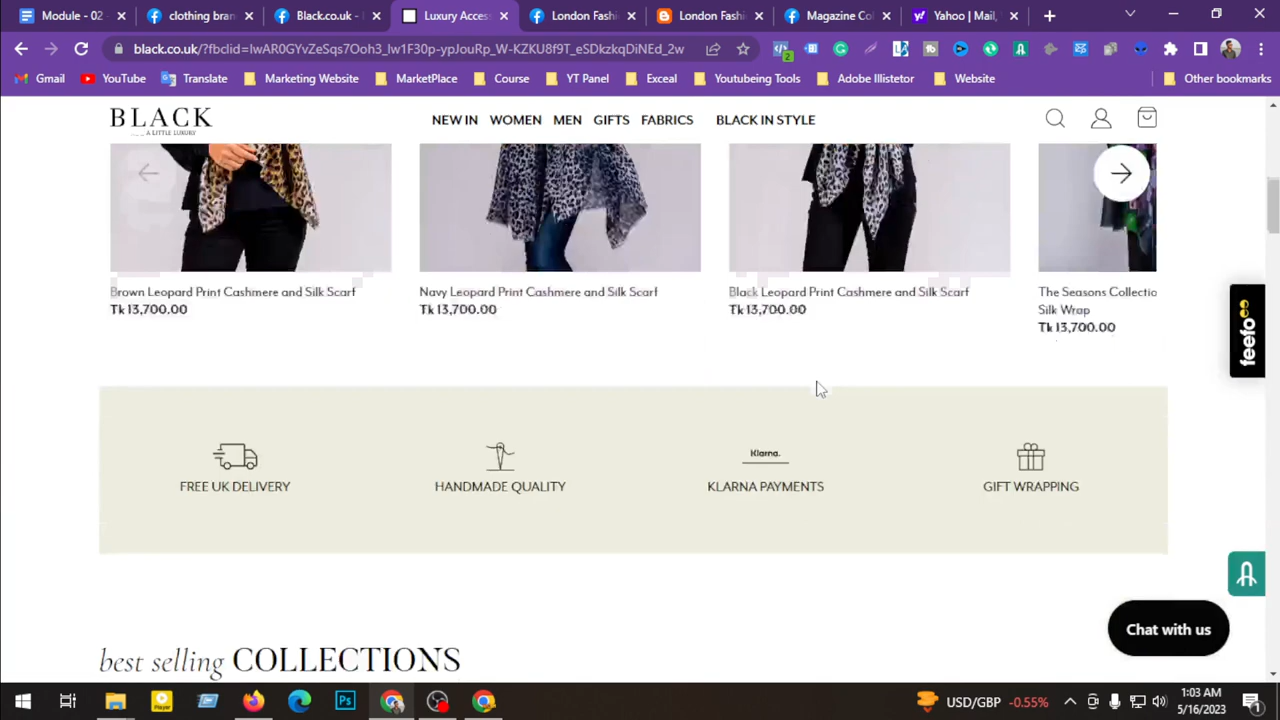 Module - 02
clothing bran
Black.co.uk -
Luxury Acces
London Fashi
London Fash
Magazine Co
Yahoo | Mail,
black.co.uk/?fbclid=IwAR0GYvZeSqs7Ooh3_lw1F30p-ypJouRp_W-KZKU8f9T_eSDkzkqDiNEd_2w
Gmail
YouTube
Translate
Marketing Website
MarketPlace
Course
YT Panel
Exceal
Youtubeing Tools
Adobe Illistetor
Website
Other bookmarks
BLACK
A LITTLE LUXURY
NEW IN
WOMEN
MEN
GIFTS
FABRICS
BLACK IN STYLE
Brown Leopard Print Cashmere and Silk Scarf
Tk 13,700.00
Navy Leopard Print Cashmere and Silk Scarf
Tk 13,700.00
Black Leopard Print Cashmere and Silk Scarf
Tk 13,700.00
The Seasons Collectio
Silk Wrap
Tk 13,700.00
feefo
FREE UK DELIVERY
HANDMADE QUALITY
Klarna.
KLARNA PAYMENTS
GIFT WRAPPING
best selling COLLECTIONS
Chat with us
USD/GBP
-0.55%
1:03 AM
5/16/2023